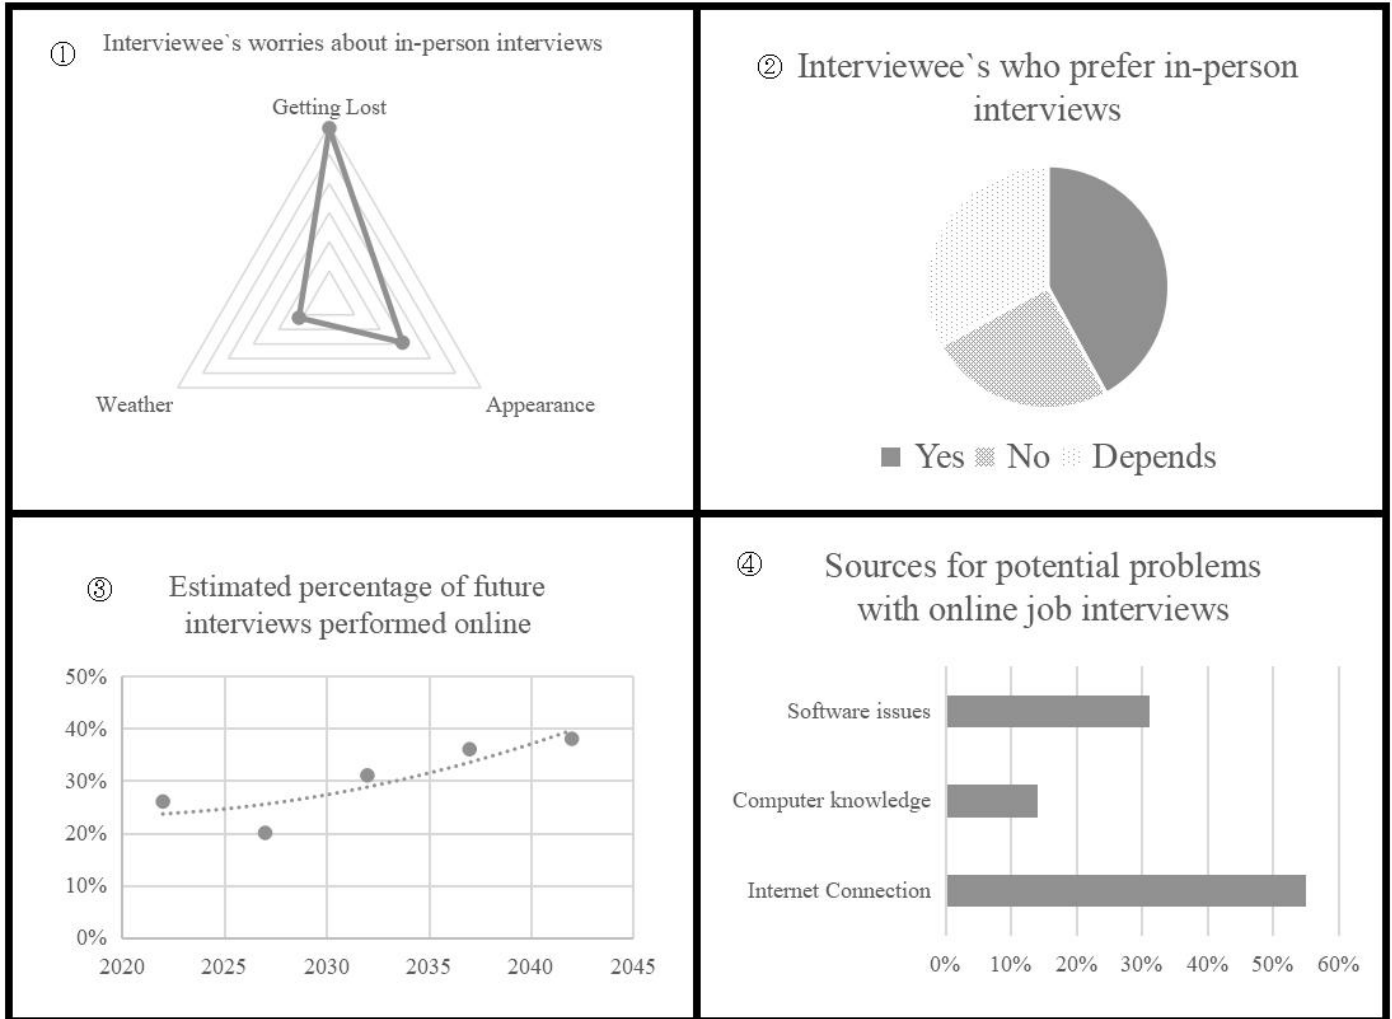 ① Interviewee`s worries about in-person interviews
Getting Lost
Weather
Appearance
② Interviewee`s who prefer in-person
interviews
Yes No Depends
③ Estimated percentage of future
interviews performed online
50%
40%
30%
20%
10%
0%
2020 2025 2030 2035 2040 2045
④ Sources for potential problems
with online job interviews
Software issues
Computer knowledge
Internet Connection
0% 10% 20% 30% 40% 50% 60%